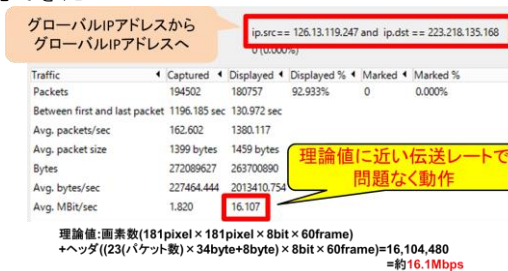 グローバルIPアドレスから
グローバルIPアドレスへ
ip.src== 126.13.119.247 and ip.dst == 223.218.135.168
0 (0.000%)
Traffic Captured Displayed Displayed % Marked Marked %
Packets 194502 180757 92.933% 0 0.000%
Between first and last packet 1196.185 sec 130.972 sec
Avg. packets/sec 162.602 1380.117
Avg. packet size 1399 bytes 1459 bytes
Bytes 272089627 263700890
Avg. bytes/sec 227464.444 2013410.754
Avg. MBit/sec 1.820 16.107
理論値に近い伝送レートで
問題なく動作
理論値:画素数(181pixel×181pixel×8bit×60frame)
+ヘッダ((23(パケット数)×34byte+8byte)×8bit×60frame)=16,104,480
=約16.1Mbps